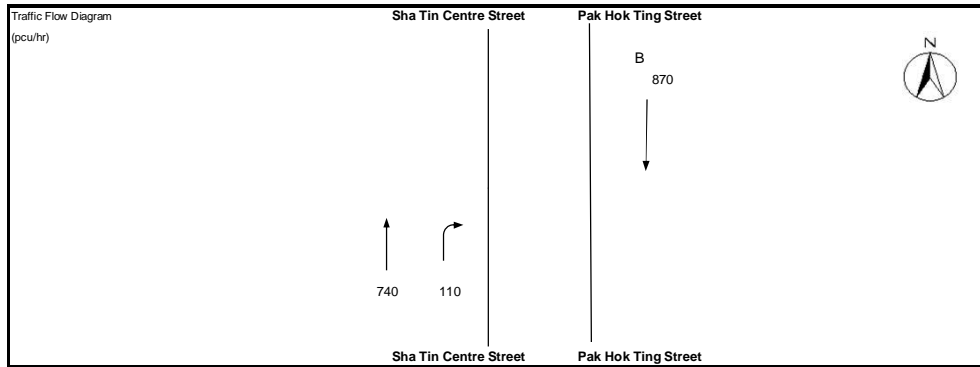 Traffic Flow Diagram
(pcu/hr)
Sha Tin Centre Street Pak Hok Ting Street
N
B
870
740 110
Sha Tin Centre Street Pak Hok Ting Street